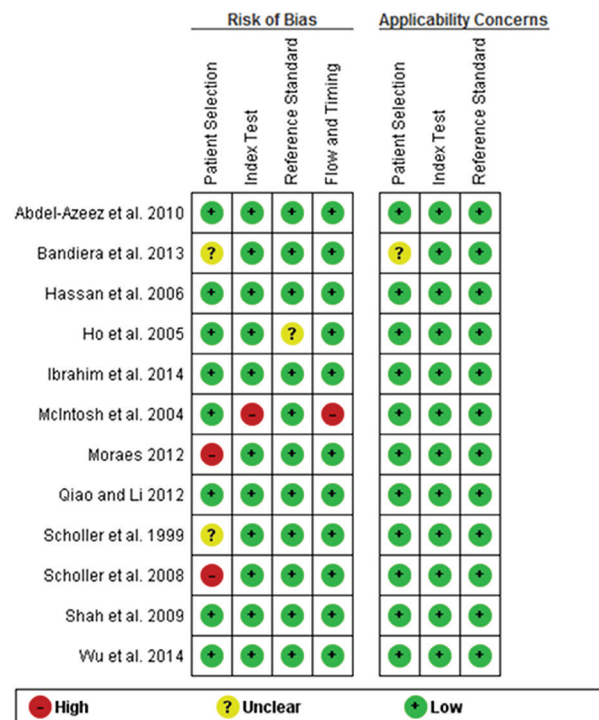 Risk of Bias Applicability Concerns
Patient Selection Index Test Reference Standard Flow and Timing Patient Selection Index Test Reference Standard
Abdel-Azeez et al. 2010 + + + + + + +
Bandiera et al. 2013 ? + + + ? + +
Hassan et al. 2006 + + + + + + +
Ho et al. 2005 + + ? + + + +
Ibrahim et al. 2014 + + + + + + +
McIntosh et al. 2004 + - + - + + +
Moraes 2012 - + + + + + +
Qiao and Li 2012 + + + + + + +
Scholler et al. 1999 ? + + + + + +
Scholler et al. 2008 - + + + + + +
Shah et al. 2009 + + + + + + +
Wu et al. 2014 + + + + + + +
- High ? Unclear + Low